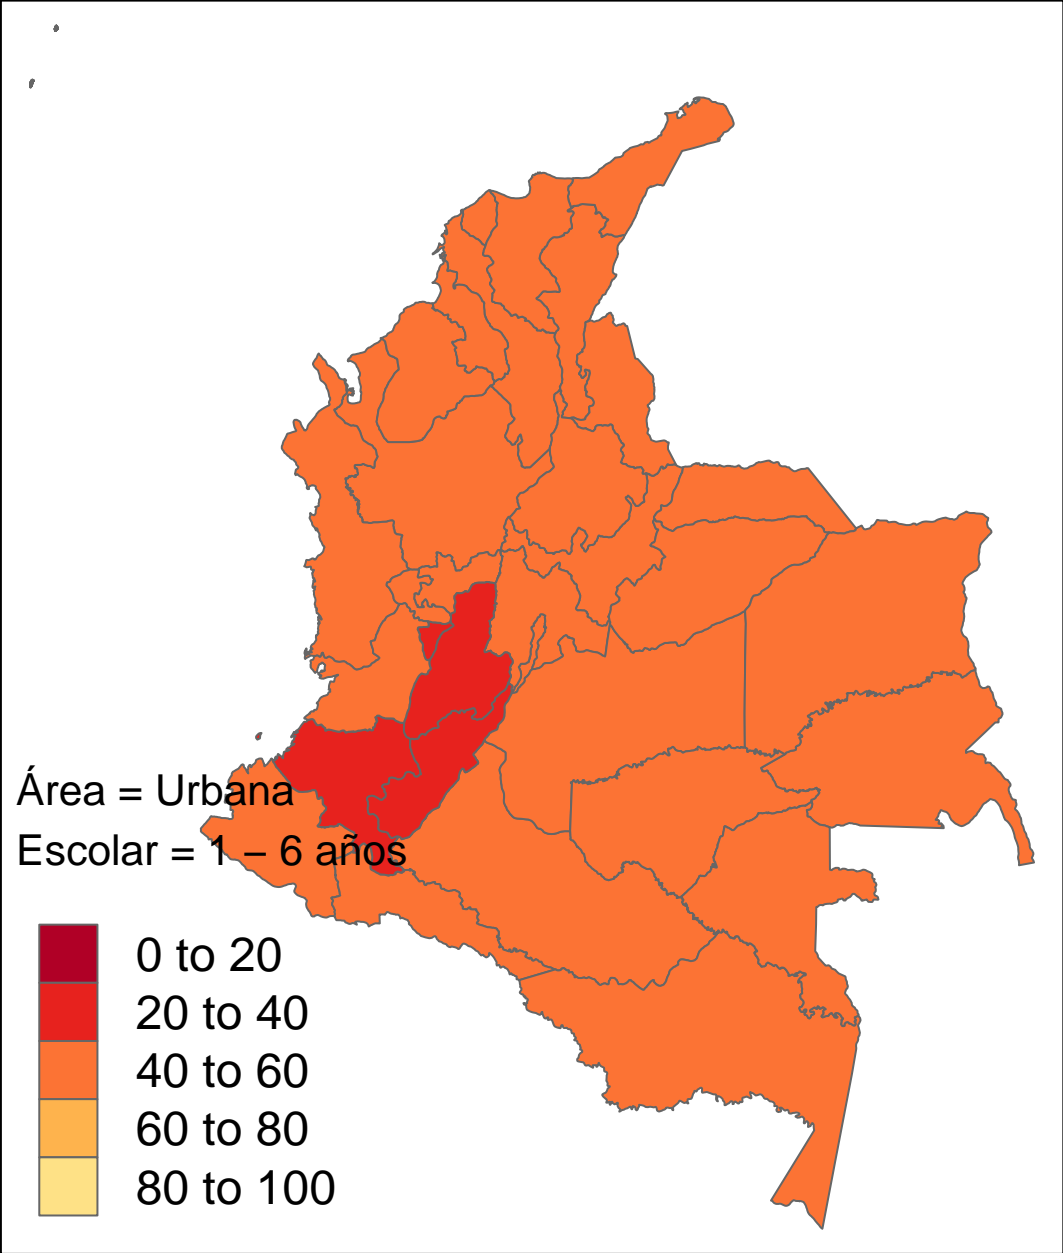 Área = Urbana
Escolar = 1 – 6 años
0 to 20
20 to 40
40 to 60
60 to 80
80 to 100